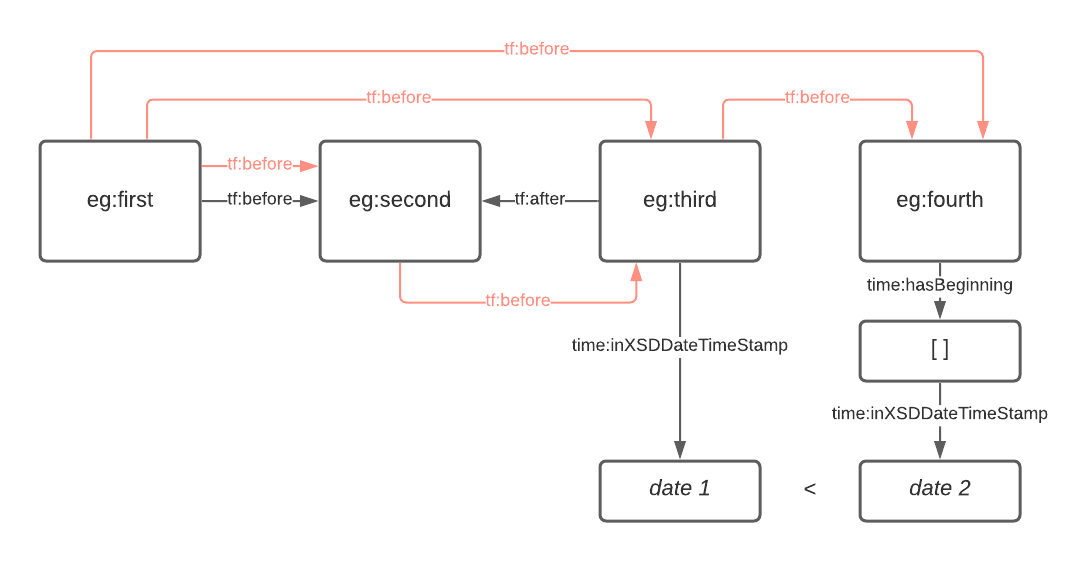 tf:before
tf:before
tf:before
tf:before
eg:first
tf:before
eg:second
tf:after
eg:third
eg:fourth
time:hasBeginning
tf:before
time:inXSDDateTimeStamp
[ ]
time:inXSDDateTimeStamp
date 1
<
date 2